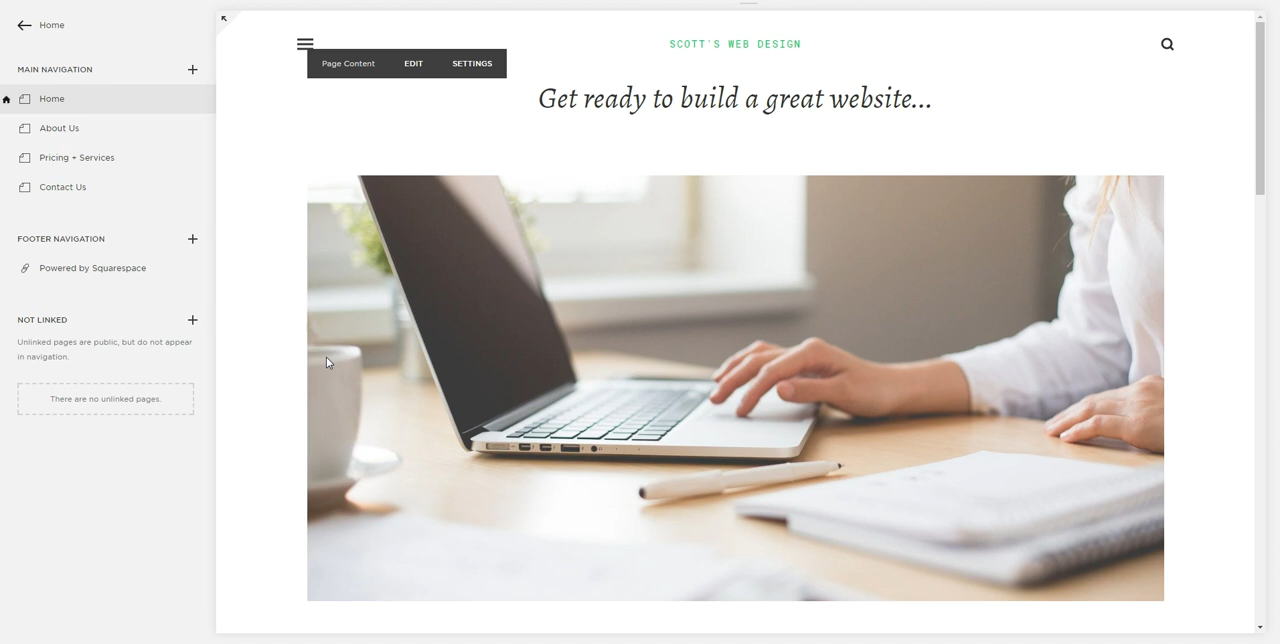 Home
MAIN NAVIGATION
Home
About Us
Pricing + Services
Contact Us
FOOTER NAVIGATION
Powered by Squarespace
NOT LINKED
Unlinked pages are public, but do not appear
in navigation.
There are no unlinked pages.
SCOTT'S WEB DESIGN
Page Content EDIT SETTINGS
Get ready to build a great website...